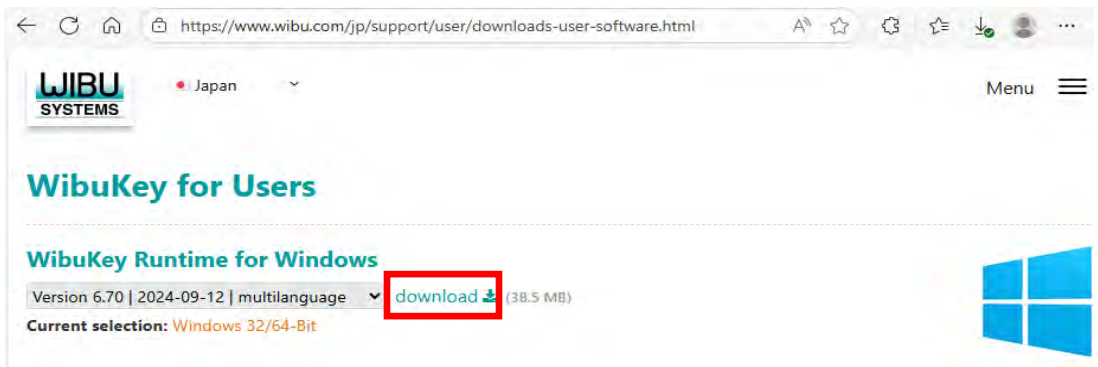 https://www.wibu.com/jp/support/user/downloads-user-software.html
WIBU
SYSTEMS
Japan
Menu
WibuKey for Users
WibuKey Runtime for Windows
Version 6.70 | 2024-09-12 | multilanguage download (38.5 MB)
Current selection: Windows 32/64-Bit